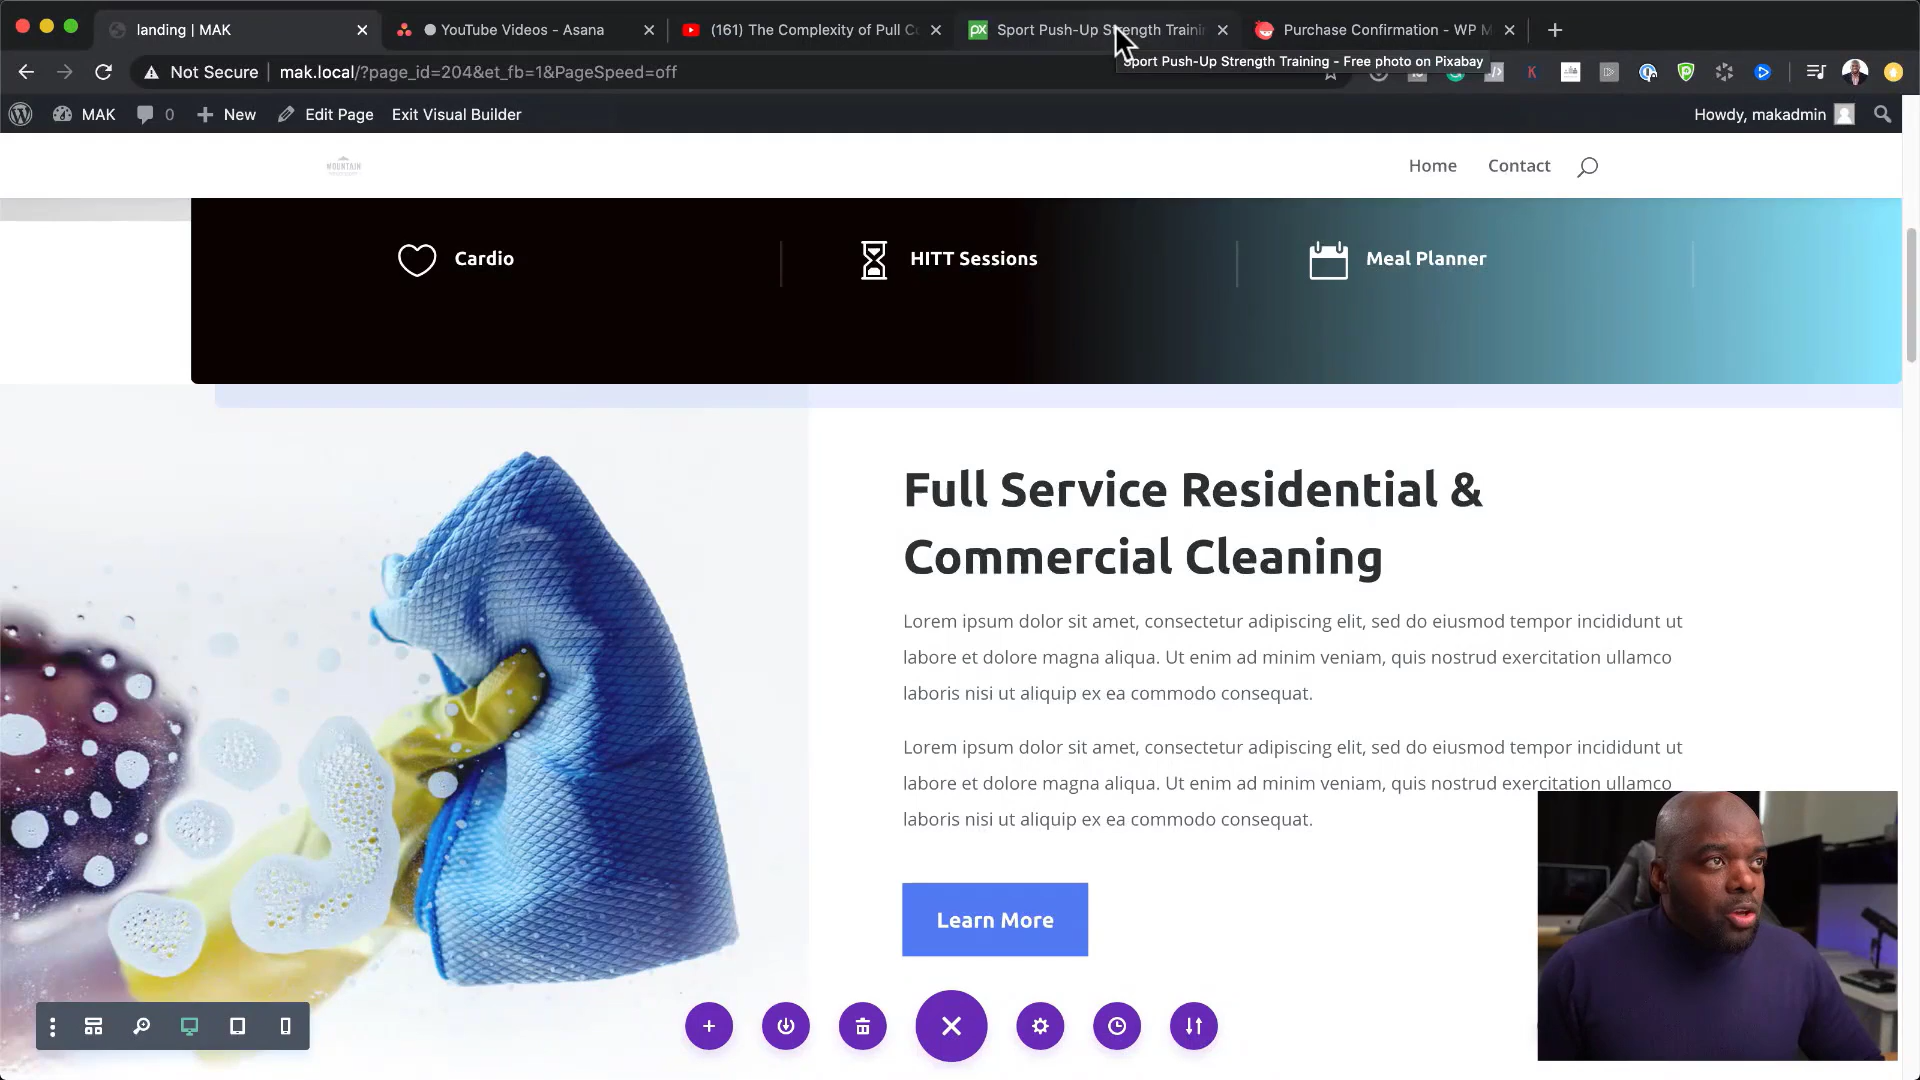 landing | MAK
YouTube Videos - Asana
(161) The Complexity of Pull Co
Sport Push-Up Strength Trainin
Purchase Confirmation - WP M
Not Secure
mak.local/?page_id=204&et_fb=1&PageSpeed=off
Sport Push-Up Strength Training - Free photo on Pixabay
MAK
0
New
Edit Page
Exit Visual Builder
Howdy, makadmin
MOUNTAIN
Home
Contact
Cardio
HITT Sessions
Meal Planner
Full Service Residential &
Commercial Cleaning
Lorem ipsum dolor sit amet, consectetur adipiscing elit, sed do eiusmod tempor incididunt ut
labore et dolore magna aliqua. Ut enim ad minim veniam, quis nostrud exercitation ullamco
laboris nisi ut aliquip ex ea commodo consequat.
Lorem ipsum dolor sit amet, consectetur adipiscing elit, sed do eiusmod tempor incididunt ut
labore et dolore magna aliqua. Ut enim ad minim veniam, quis nostrud exercitation ullamco
laboris nisi ut aliquip ex ea commodo consequat.
Learn More